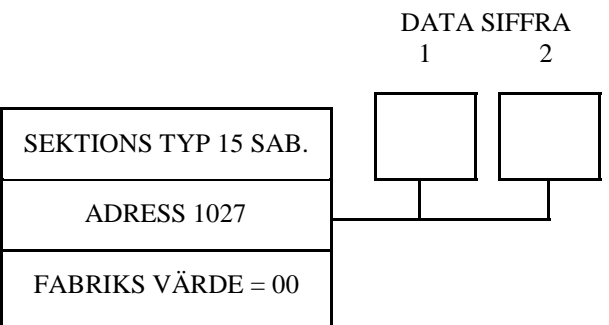 DATA SIFFRA
1 2
SEKTIONS TYP 15 SAB.
ADRESS 1027
FABRIKS VÄRDE = 00